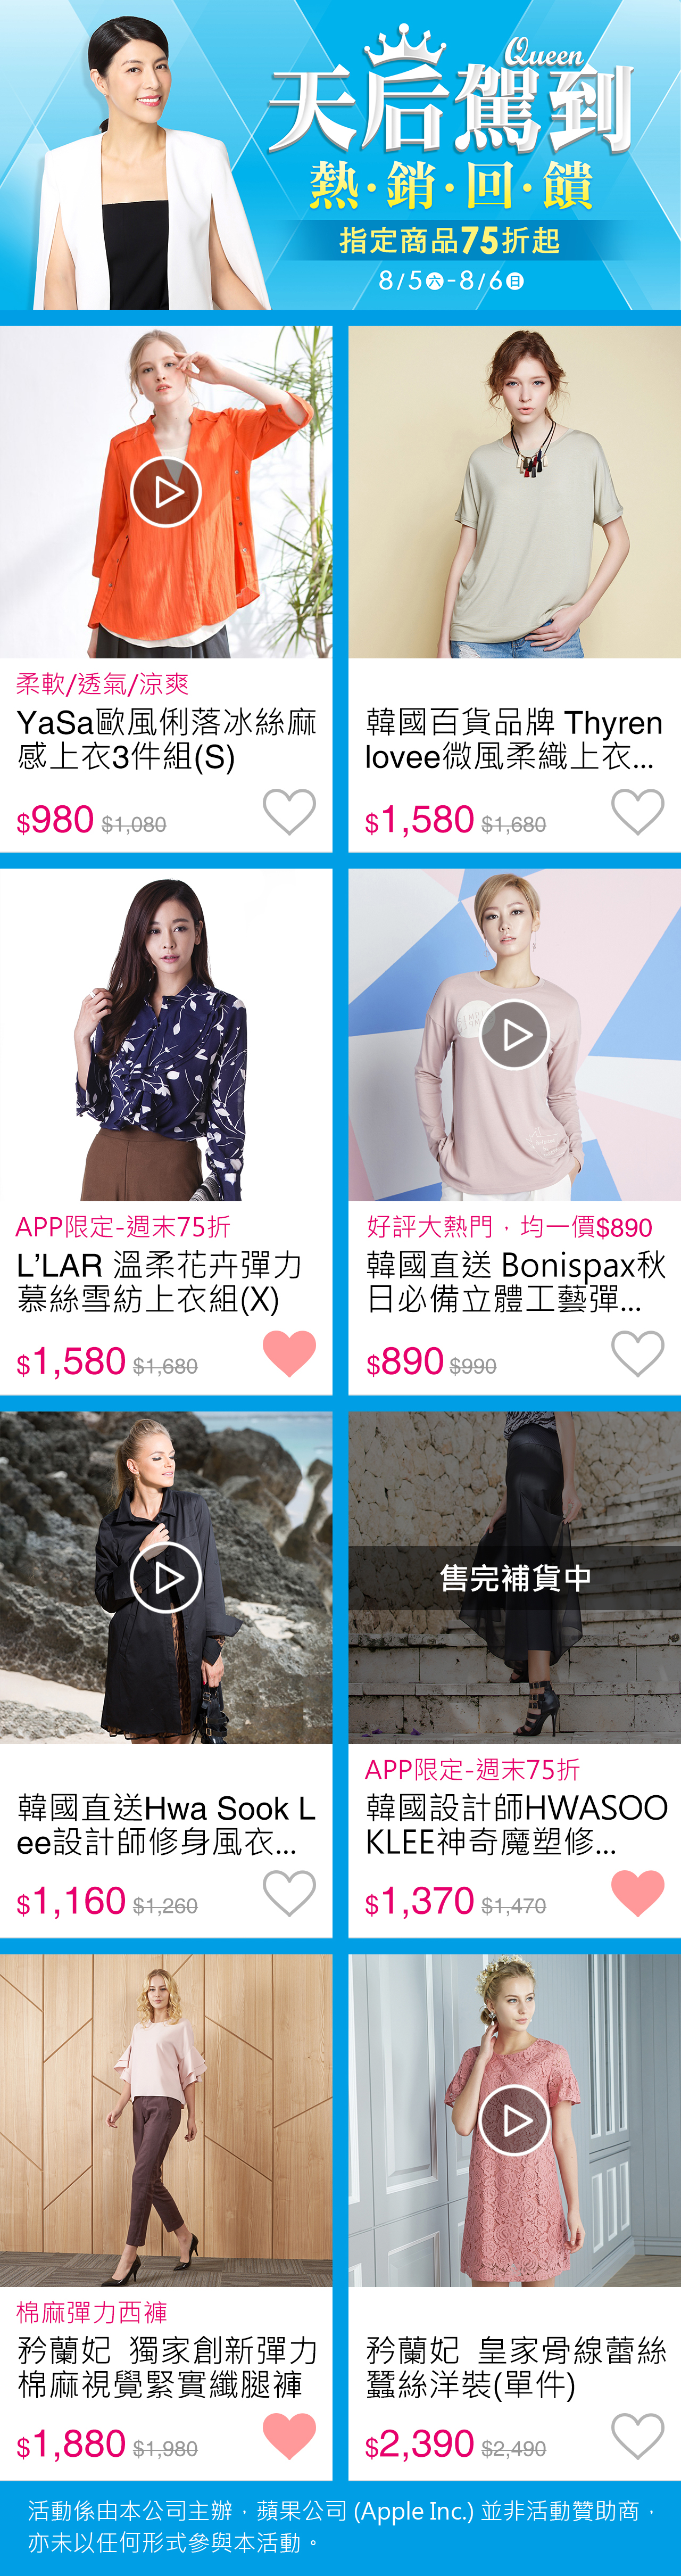 Queen
天后駕到
熱·銷·回·饋
指定商品75折起
8/5六-8/6日
柔軟/透氣/涼爽
YaSa歐風俐落冰絲麻
感上衣3件組(S)
$980 $1,080
韓國百貨品牌 Thyren
lovee微風柔織上衣...
$1,580 $1,680
APP限定-週末75折
L'LAR 溫柔花卉彈力
慕絲雪紡上衣組(X)
$1,580 $1,680
好評大熱門，均一價$890
韓國直送 Bonispax秋
日必備立體工藝彈...
$890 $990
韓國直送Hwa Sook L
ee設計師修身風衣...
$1,160 $1,260
售完補貨中
APP限定-週末75折
韓國設計師HWASOO
KLEE神奇魔塑修...
$1,370 $1,470
棉麻彈力西褲
矜蘭妃 獨家創新彈力
棉麻視覺緊實纖腿褲
$1,880 $1,980
矜蘭妃 皇家骨線蕾絲
蠶絲洋裝(單件)
$2,390 $2,490
活動係由本公司主辦，蘋果公司 (Apple Inc.) 並非活動贊助商，
亦未以任何形式參與本活動。